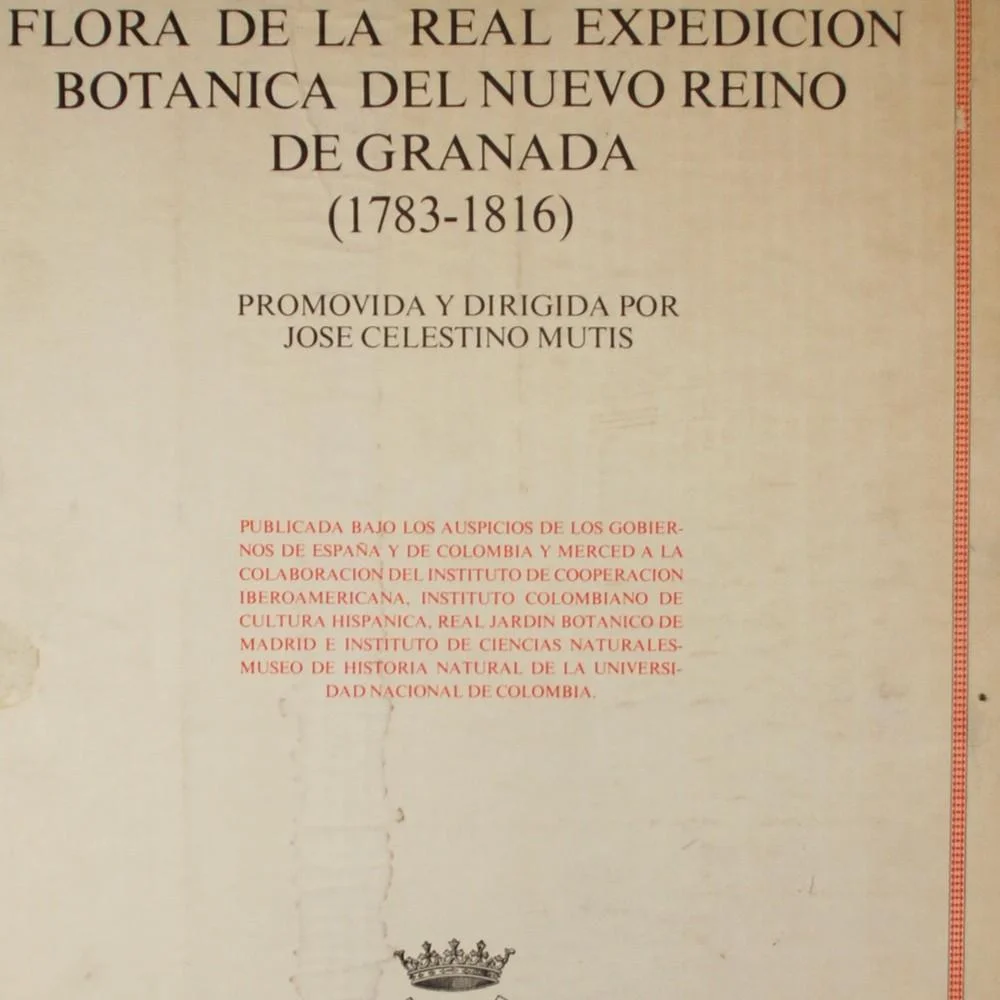 FLORA DE LA REAL EXPEDICION
BOTANICA DEL NUEVO REINO
DE GRANADA
(1783-1816)
PROMOVIDA Y DIRIGIDA POR
JOSE CELESTINO MUTIS
PUBLICADA BAJO LOS AUSPICIOS DE LOS GOBIER-
NOS DE ESPAÑA Y DE COLOMBIA Y MERCED A LA
COLABORACION DEL INSTITUTO DE COOPERACION
IBEROAMERICANA, INSTITUTO COLOMBIANO DE
CULTURA HISPANICA, REAL JARDIN BOTANICO DE
MADRID E INSTITUTO DE CIENCIAS NATURALES-
MUSEO DE HISTORIA NATURAL DE LA UNIVERSI-
DAD NACIONAL DE COLOMBIA.